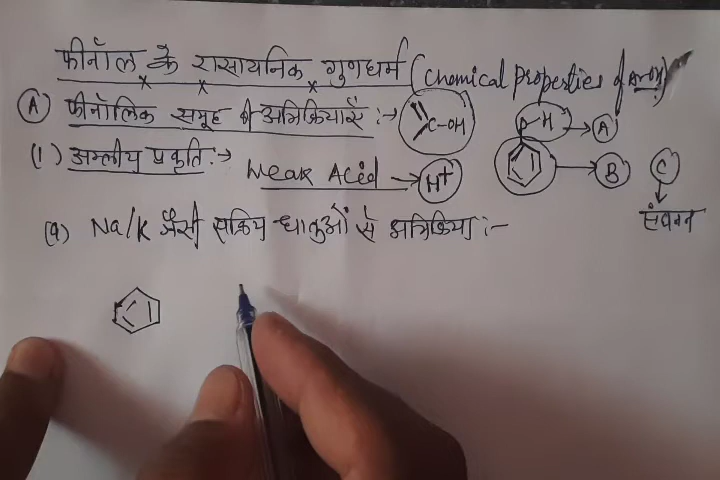 फीनॉल के रासायनिक गुणधर्म (Chemical Properties of
(A) फीनॉलिक समूह की अभिक्रियाऐं :→ C-OH O-H → A
(1) अम्लीय प्रकृति :→ Weak Acid → H+ → B C
संघनन
(a) Na/K जैसी सक्रिय धातुओं से अभिक्रिया :-